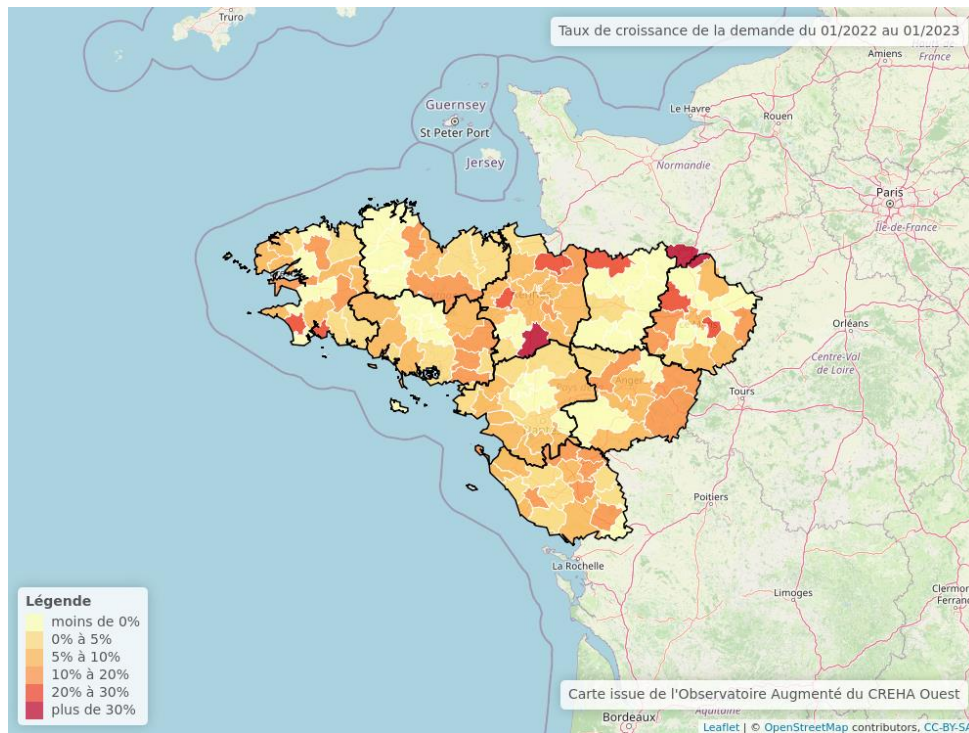 Truro
Taux de croissance de la demande du 01/2022 au 01/2023
Hauts-de-
France
Amiens
Le Havre
Rouen
Guernsey
St Peter Port
Jersey
Normandie
Paris
Île-de-France
Orléans
Centre-Val
de Loire
Tours
Poitiers
La Rochelle
Limoges
Clermont-
Ferrand
Légende
moins de 0%
0% à 5%
5% à 10%
10% à 20%
20% à 30%
plus de 30%
Carte issue de l'Observatoire Augmenté du CREHA Ouest
Aquitaine
Bordeaux
Leaflet | © OpenStreetMap contributors, CC-BY-SA